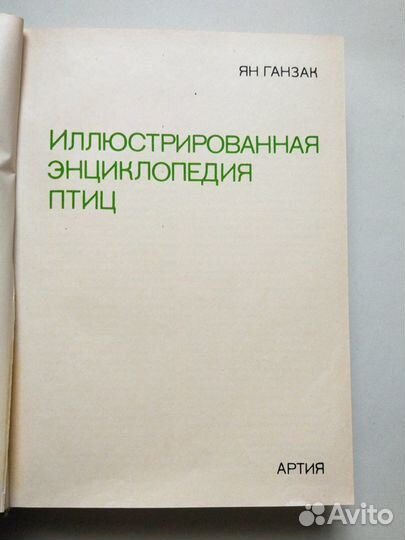 ЯН ГАНЗАК
ИЛЛЮСТРИРОВАННАЯ
ЭНЦИКЛОПЕДИЯ
ПТИЦ
АРТИЯ
Avito